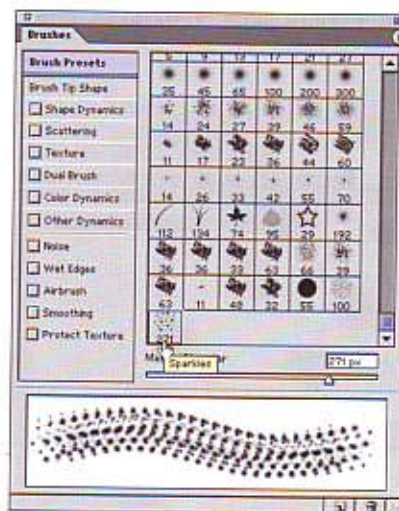 Brushes
Brush Presets
Brush Tip Shape
Shape Dynamics
Scattering
Texture
Dual Brush
Color Dynamics
Other Dynamics
Noise
Wet Edges
Airbrush
Smoothing
Protect Texture
25 45 65 100 200 300
14 24 27 39 46 59
11 17 23 36 44 60
14 26 33 42 55 70
112 134 74 95 29 192
36 36 33 63 66 39
63 11 48 32 55 100
Sparkles
271 px